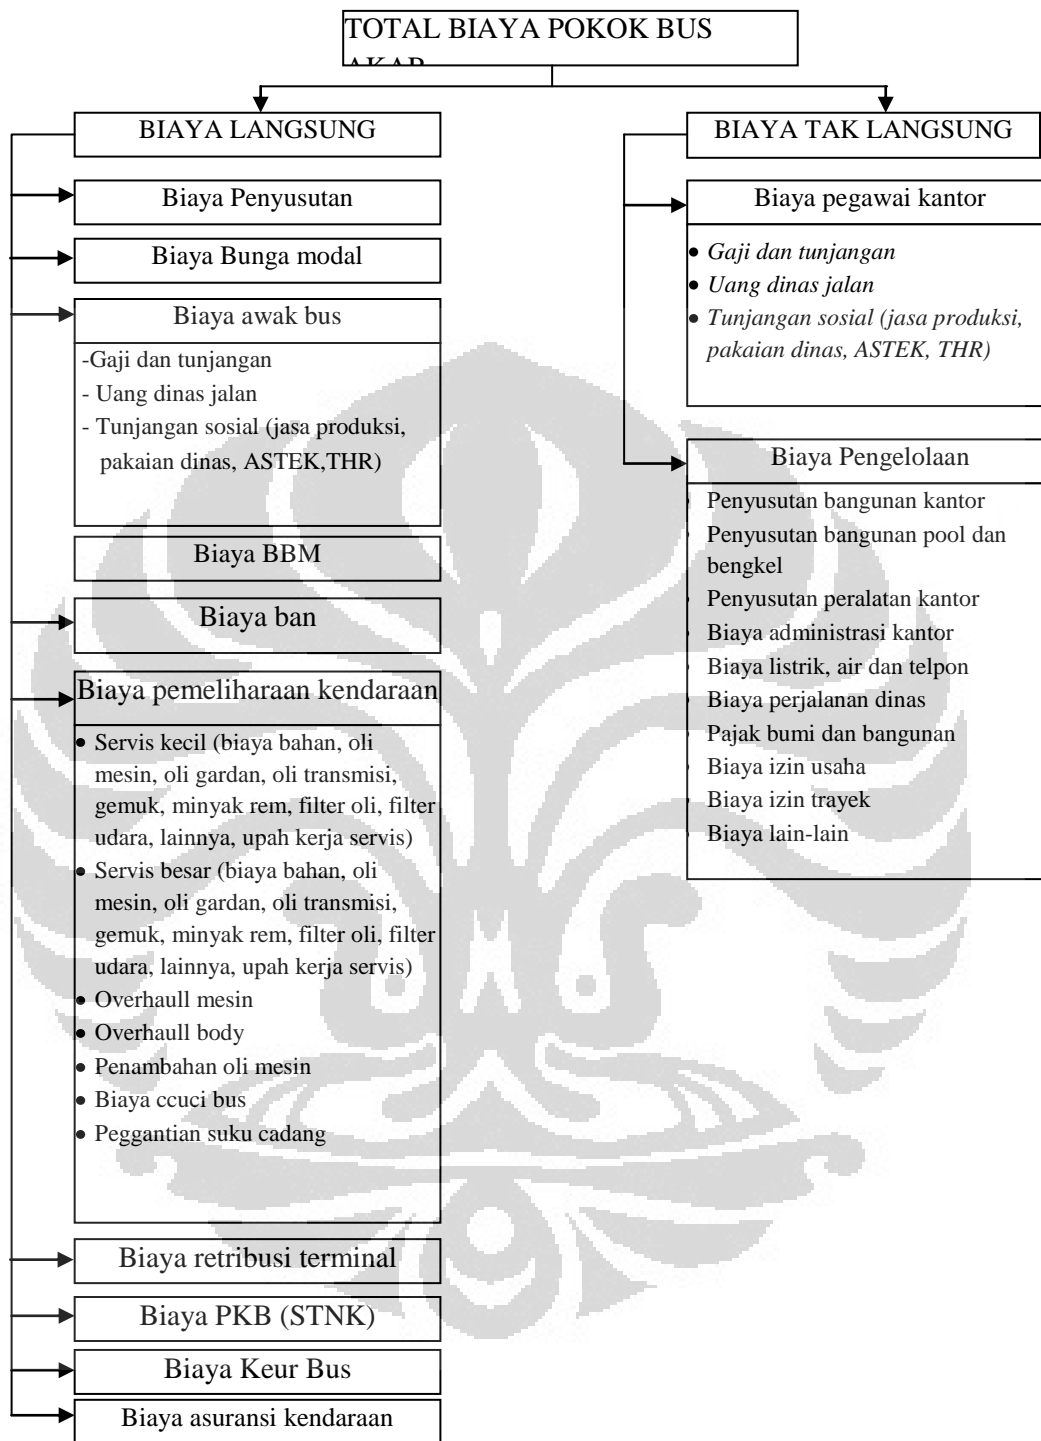 TOTAL BIAYA POKOK BUS
AKAP
BIAYA LANGSUNG
Biaya Penyusutan
Biaya Bunga modal
Biaya awak bus
-Gaji dan tunjangan
- Uang dinas jalan
- Tunjangan sosial (jasa produksi,
pakaian dinas, ASTEK,THR)
Biaya BBM
Biaya ban
Biaya pemeliharaan kendaraan
• Servis kecil (biaya bahan, oli
mesin, oli gardan, oli transmisi,
gemuk, minyak rem, filter oli, filter
udara, lainnya, upah kerja servis)
• Servis besar (biaya bahan, oli
mesin, oli gardan, oli transmisi,
gemuk, minyak rem, filter oli, filter
udara, lainnya, upah kerja servis)
• Overhaull mesin
• Overhaull body
• Penambahan oli mesin
• Biaya ccuci bus
• Peggantian suku cadang
Biaya retribusi terminal
Biaya PKB (STNK)
Biaya Keur Bus
Biaya asuransi kendaraan
BIAYA TAK LANGSUNG
Biaya pegawai kantor
• Gaji dan tunjangan
• Uang dinas jalan
• Tunjangan sosial (jasa produksi,
pakaian dinas, ASTEK, THR)
Biaya Pengelolaan
Penyusutan bangunan kantor
Penyusutan bangunan pool dan
bengkel
Penyusutan peralatan kantor
Biaya administrasi kantor
Biaya listrik, air dan telpon
Biaya perjalanan dinas
Pajak bumi dan bangunan
Biaya izin usaha
Biaya izin trayek
Biaya lain-lain